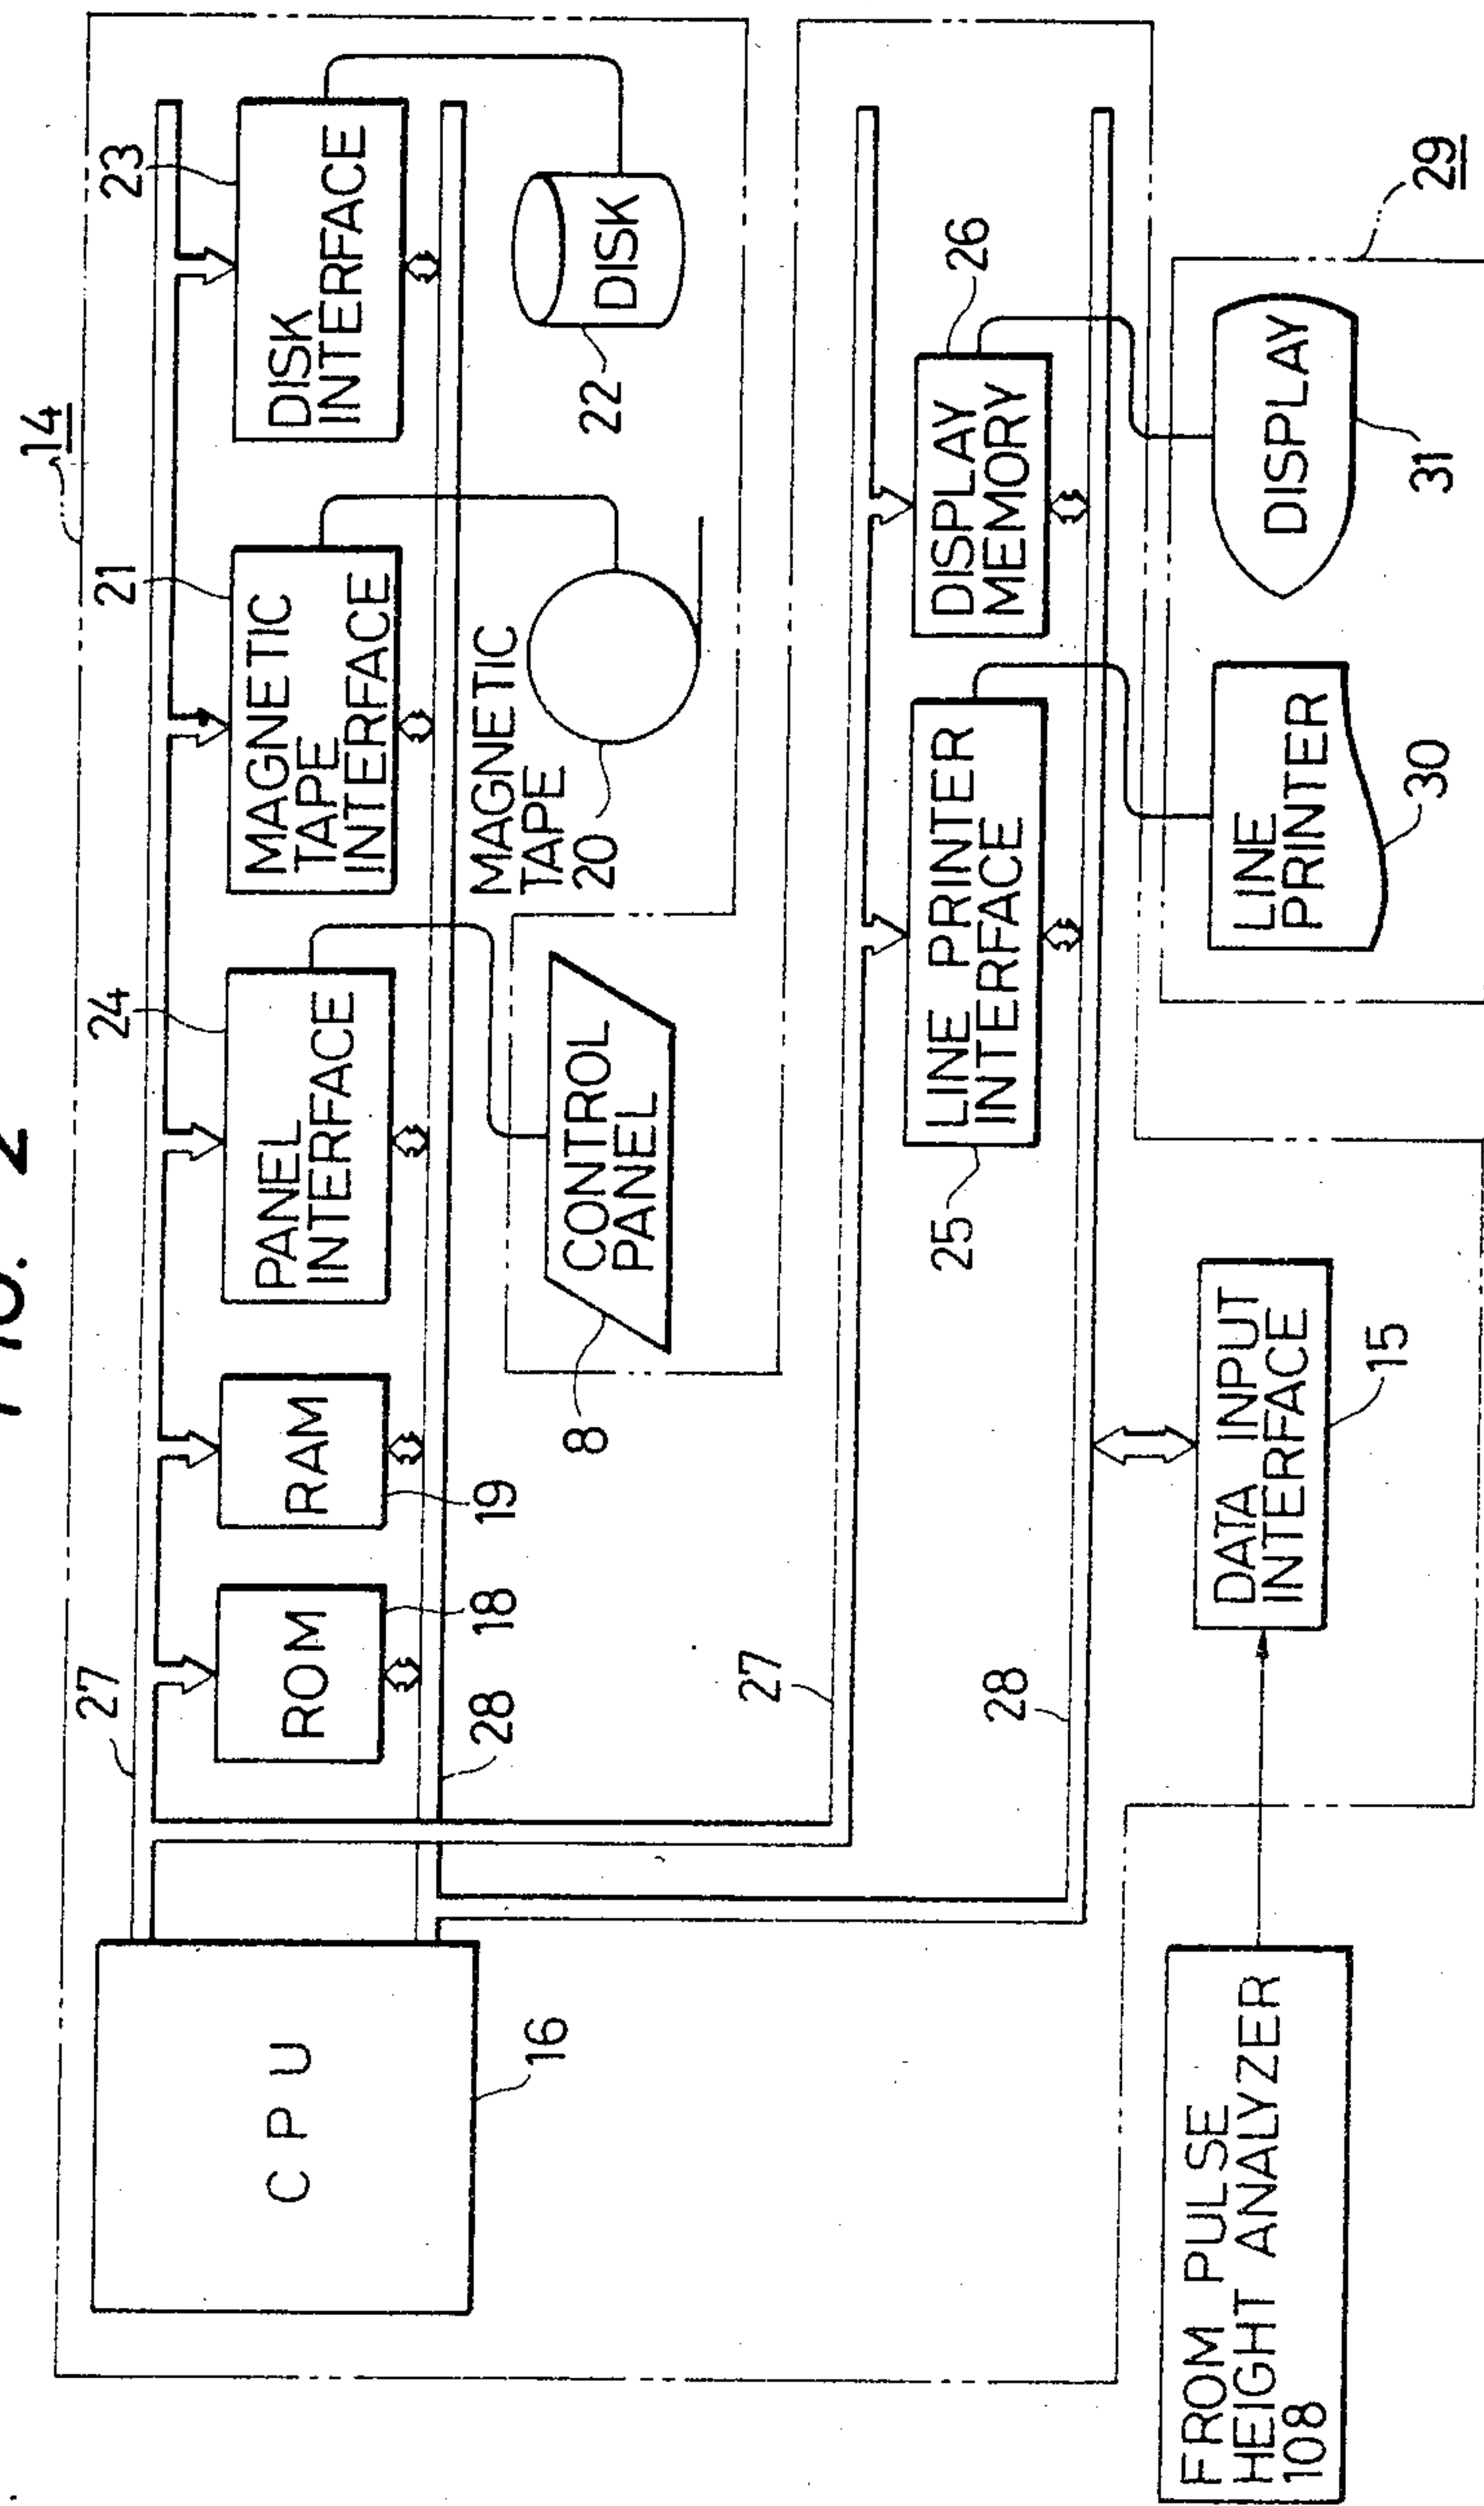 FIG. 2
14
27
24
21
23
CPU
16
ROM
18
RAM
19
PANEL
INTERFACE
MAGNETIC
TAPE
INTERFACE
DISK
INTERFACE
28
8
CONTROL
PANEL
MAGNETIC
TAPE
20
22
DISK
27
28
25
LINE PRINTER
INTERFACE
DISPLAY
MEMORY
26
FROM PULSE
HEIGHT ANALYZER
108
DATA INPUT
INTERFACE
15
LINE
PRINTER
30
DISPLAY
31
29